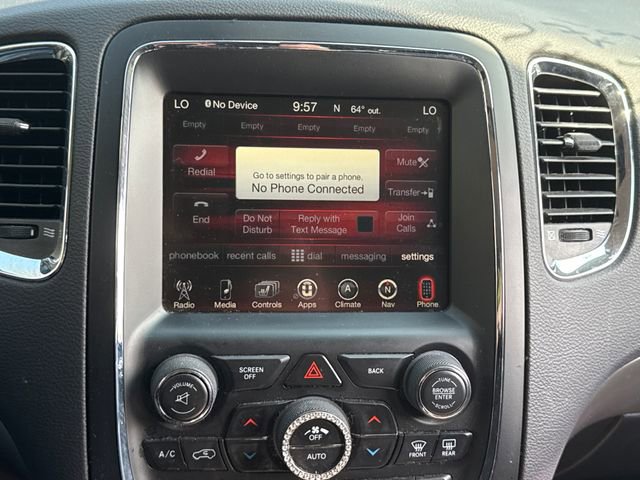 LO No Device 9:57 N 64° out. LO
Empty Empty Empty Empty Empty
Redial
Go to settings to pair a phone,
No Phone Connected
Mute
Transfer
End
Do Not
Disturb
Reply with
Text Message
Join
Calls
phonebook recent calls dial messaging settings
Radio Media Controls Apps Climate Nav Phone
SCREEN
OFF
BACK
VOLUME
TUNE
BROWSE
ENTER
SCROLL
OFF
AUTO
A/C
FRONT
REAR